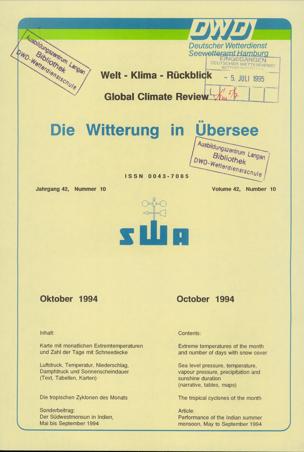 DWD
Deutscher Wetterdienst
Seewetteramt Hamburg
Ausbildungszentrum Langen
Bibliothek
DWD-Wetterdienstschule
EINGEGANGEN
DEUTSCHER WETTERDIENST
- 5. JULI 1995
Welt - Klima - Rückblick
Global Climate Review
Die Witterung in Übersee
Ausbildungszentrum Langen
Bibliothek
DWD-Wetterdienstschule
ISSN 0043-7085
Jahrgang 42, Nummer 10
Volume 42, Number 10
SWA
Oktober 1994
October 1994
Inhalt:
Karte mit monatlichen Extremtemperaturen
und Zahl der Tage mit Schneedecke
Luftdruck, Temperatur, Niederschlag,
Dampfdruck und Sonnenscheindauer
(Text, Tabellen, Karten)
Die tropischen Zyklonen des Monats
Sonderbeitrag:
Der Südwestmonsun in Indien,
Mai bis September 1994
Contents:
Extreme temperatures of the month
and number of days with snow cover
Sea level pressure, temperature,
vapour pressure, precipitation and
sunshine duration
(narrative, tables, maps)
The tropical cyclones of the month
Article:
Performance of the Indian summer
monsoon, May to September 1994